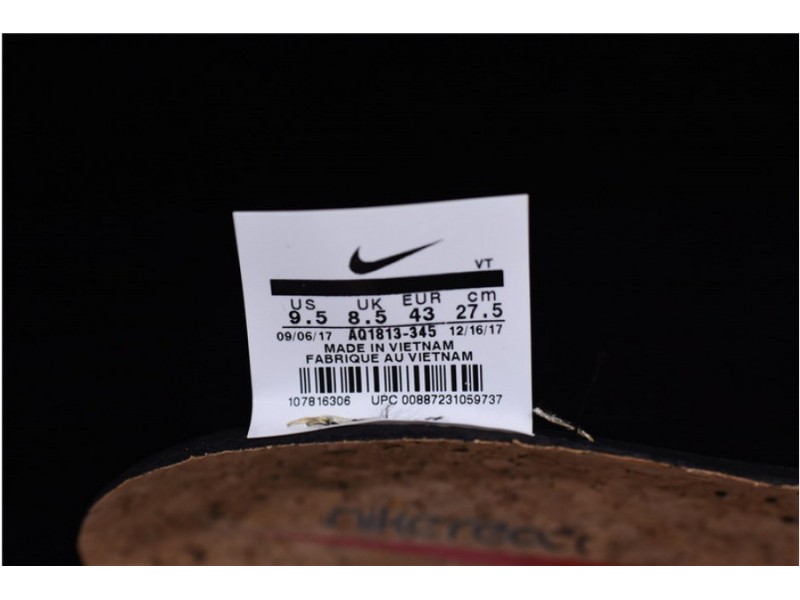 VT
US UK EUR cm
9.5 8.5 43 27.5
09/06/17 AQ1813-345 12/16/17
MADE IN VIETNAM
FABRIQUE AU VIETNAM
107816306 UPC 00887231059737